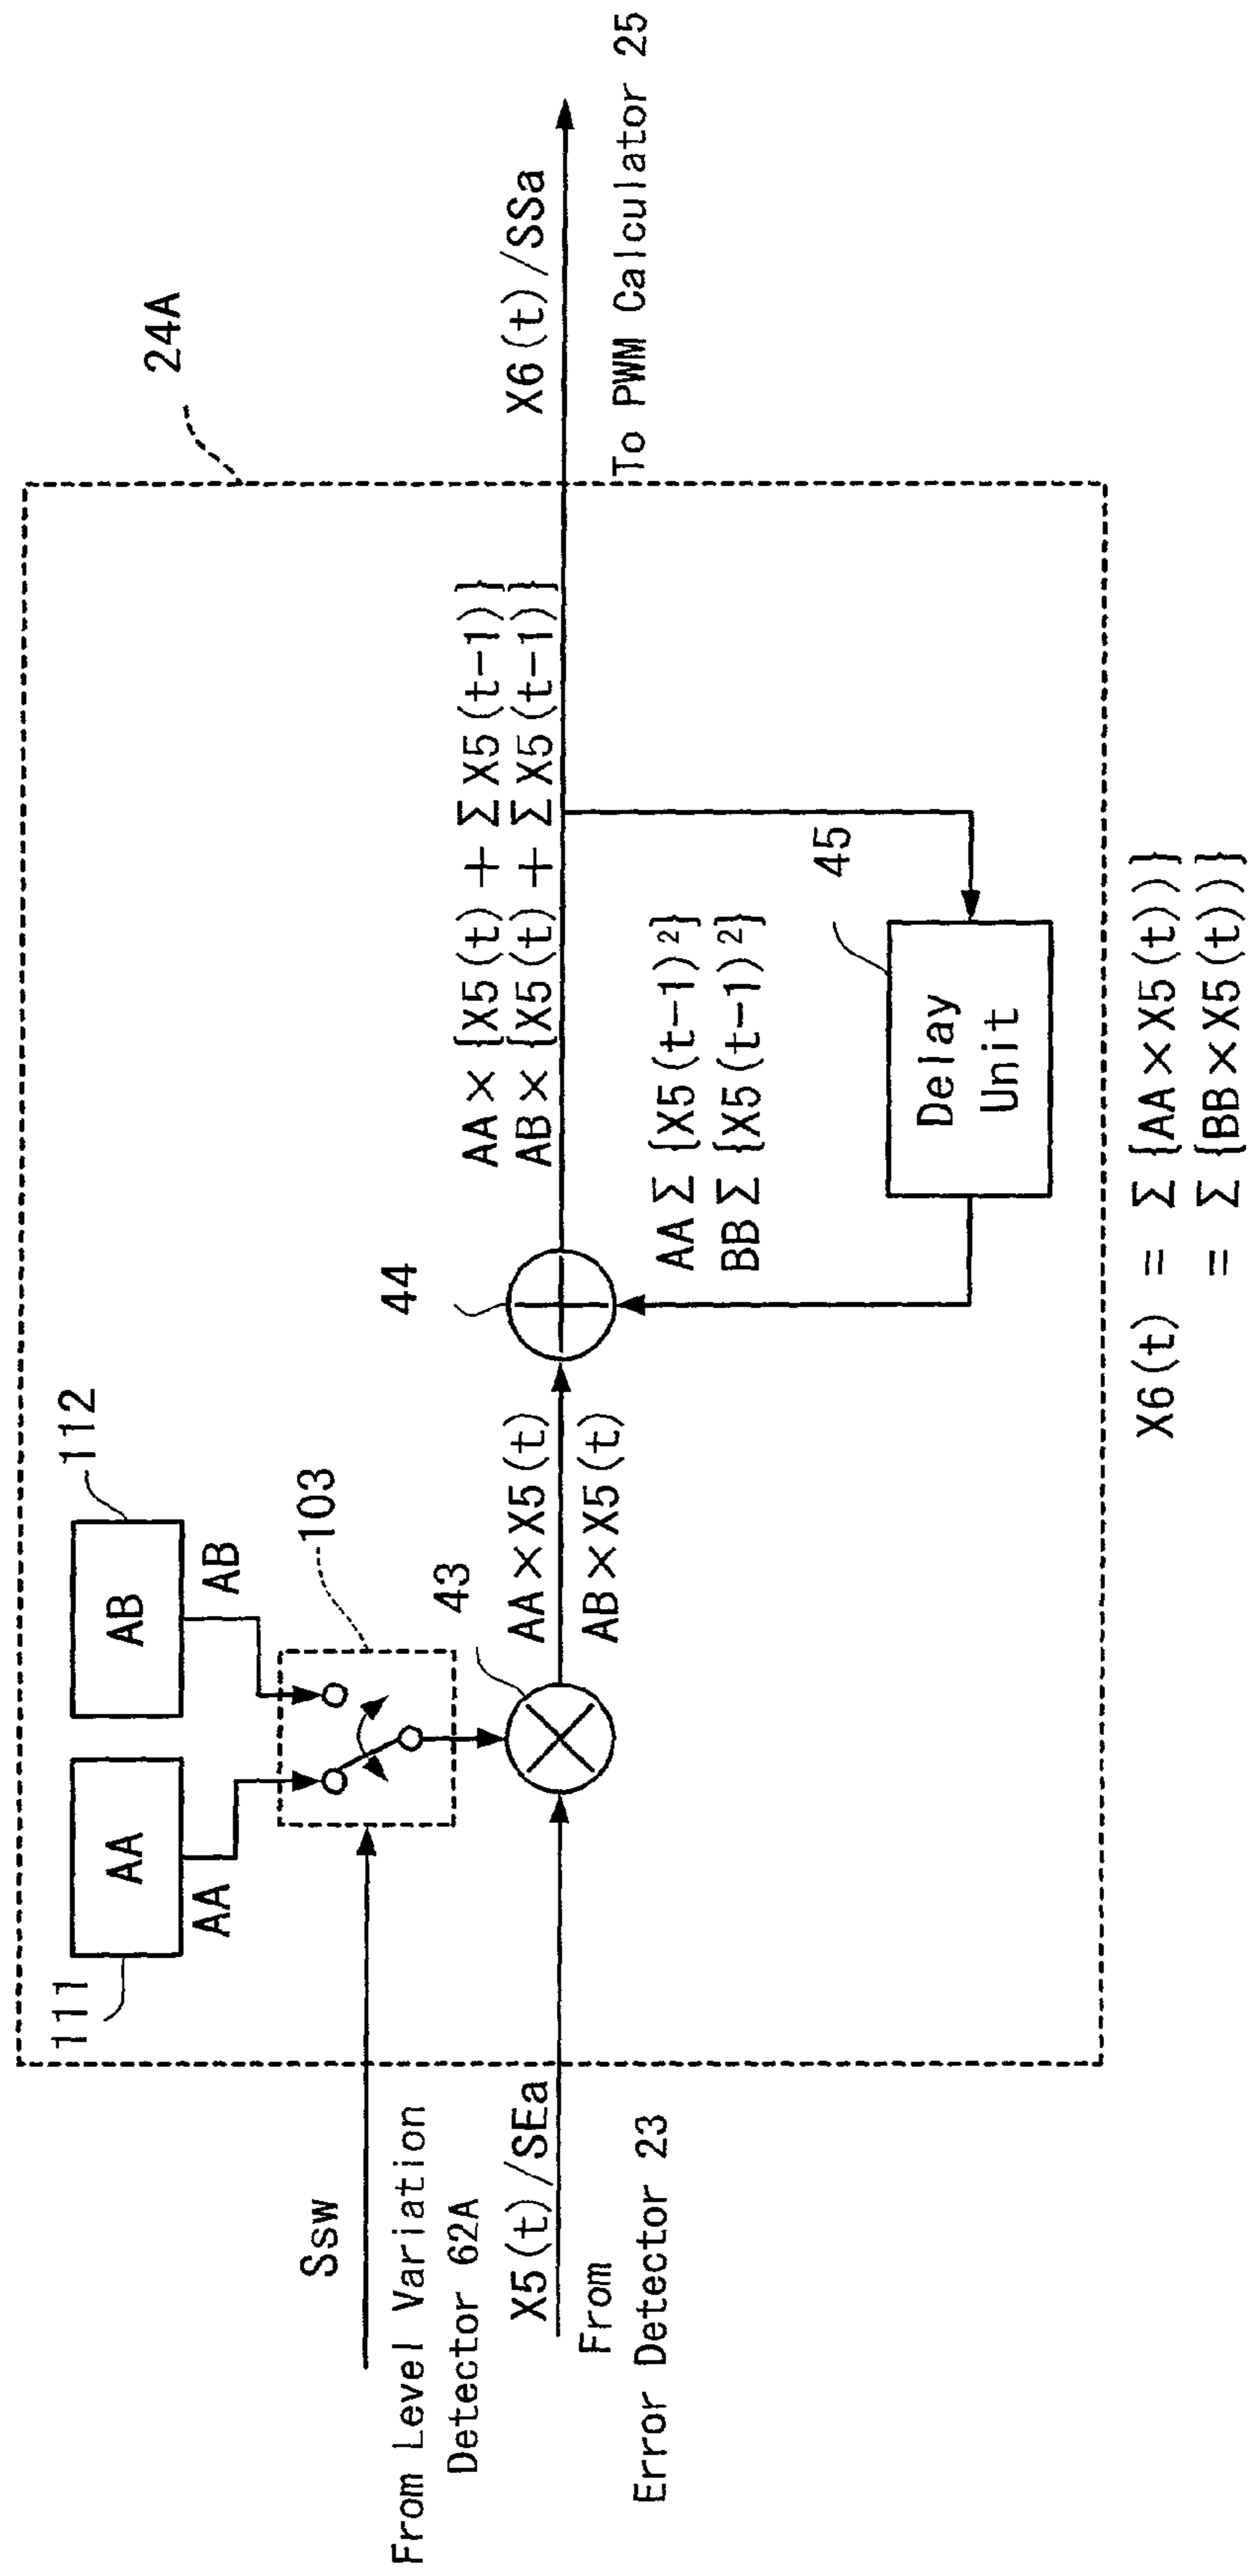 24A
111
AA
AA
112
AB
AB
103
Ssw
From Level Variation
Detector 62A
X5(t)/SEa
From
Error Detector 23
43
AA×X5(t)
AB×X5(t)
44
AA×{X5(t)+ΣX5(t-1)}
AB×{X5(t)+ΣX5(t-1)}
X6(t)/SSa
To PWM Calculator 25
AAΣ{X5(t-1)²}
BBΣ{X5(t-1)²}
45
Delay
Unit
X6(t) = Σ{AA×X5(t))}
= Σ{BB×X5(t))}